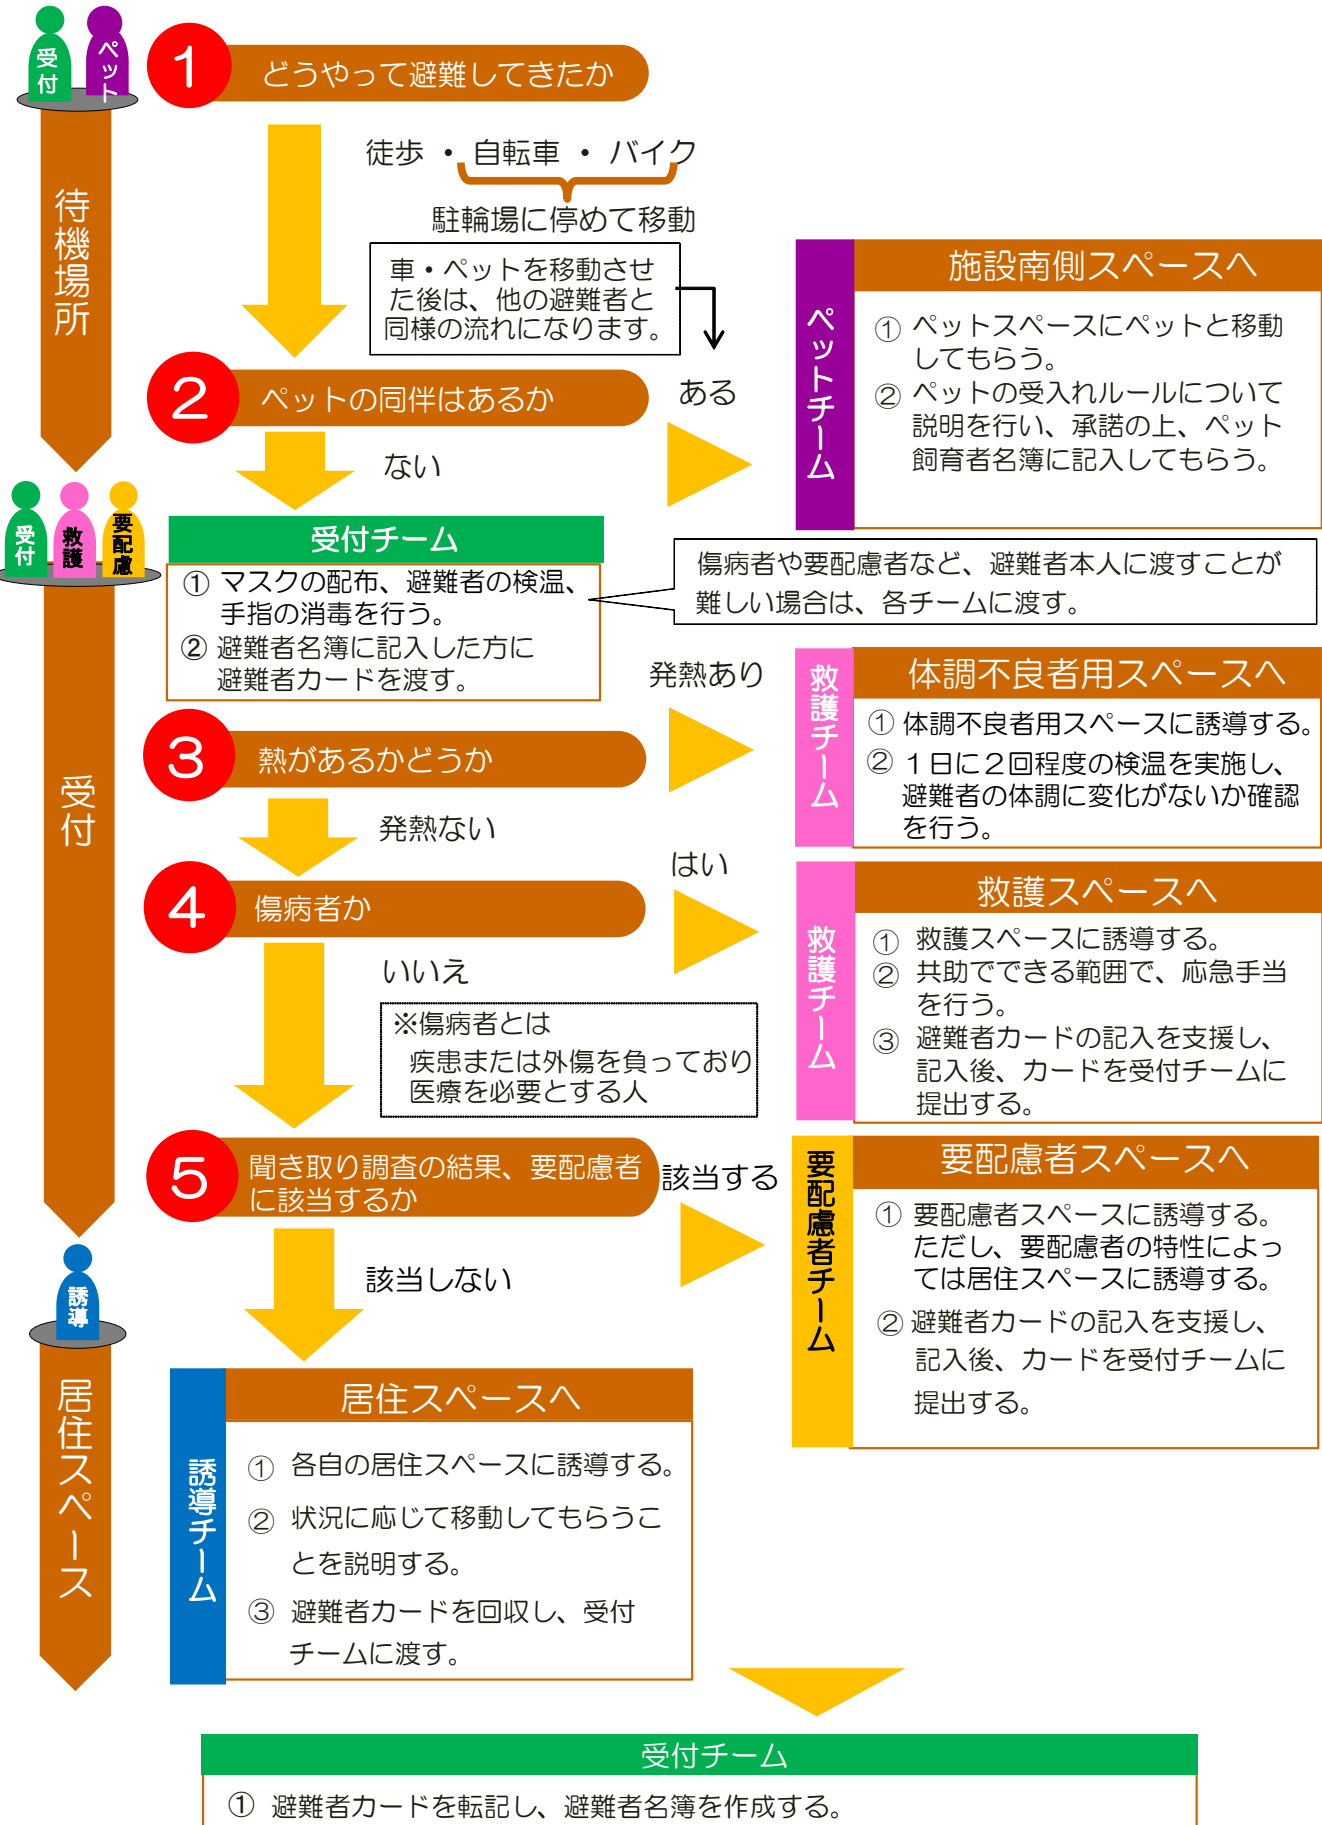 受付
ペット
1
どうやって避難してきたか
待機場所
徒歩 ・ 自転車 ・ バイク
駐輪場に停めて移動
車・ペットを移動させ
た後は、他の避難者と
同様の流れになります。
2
ペットの同伴はあるか
ある
ない
ペットチーム
施設南側スペースへ
① ペットスペースにペットと移動
してもらう。
② ペットの受入れルールについて
説明を行い、承諾の上、ペット
飼育者名簿に記入してもらう。
受付
救護
要配慮
受付
受付チーム
① マスクの配布、避難者の検温、
手指の消毒を行う。
② 避難者名簿に記入した方に
避難者カードを渡す。
傷病者や要配慮者など、避難者本人に渡すことが
難しい場合は、各チームに渡す。
3
熱があるかどうか
発熱あり
発熱ない
救護チーム
体調不良者用スペースへ
① 体調不良者用スペースに誘導する。
② 1日に2回程度の検温を実施し、
避難者の体調に変化がないか確認
を行う。
4
傷病者か
はい
いいえ
※傷病者とは
疾患または外傷を負っており
医療を必要とする人
救護チーム
救護スペースへ
① 救護スペースに誘導する。
② 共助でできる範囲で、応急手当
を行う。
③ 避難者カードの記入を支援し、
記入後、カードを受付チームに
提出する。
5
聞き取り調査の結果、要配慮者
に該当するか
該当する
該当しない
要配慮者チーム
要配慮者スペースへ
① 要配慮者スペースに誘導する。
ただし、要配慮者の特性によっ
ては居住スペースに誘導する。
② 避難者カードの記入を支援し、
記入後、カードを受付チームに
提出する。
誘導
居住スペース
誘導チーム
居住スペースへ
① 各自の居住スペースに誘導する。
② 状況に応じて移動してもらうこ
とを説明する。
③ 避難者カードを回収し、受付
チームに渡す。
受付チーム
① 避難者カードを転記し、避難者名簿を作成する。